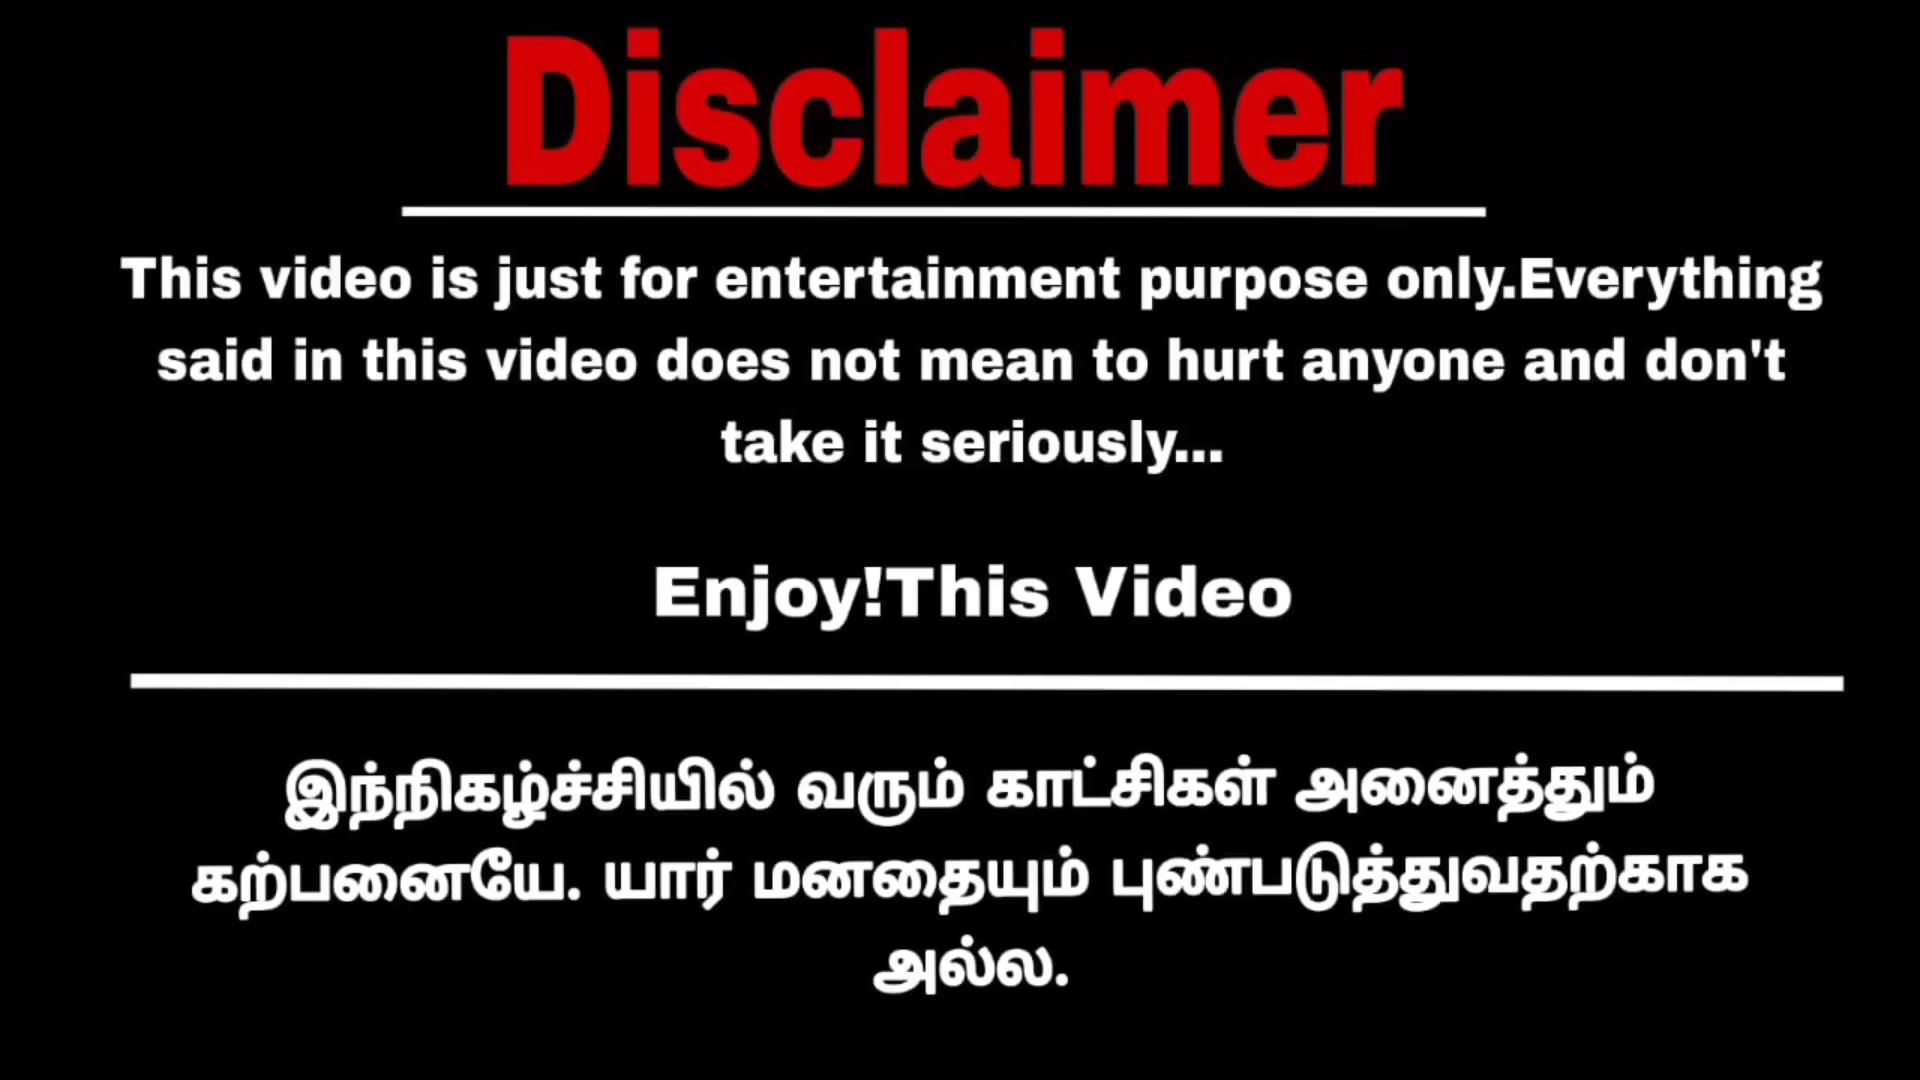 Disclaimer
This video is just for entertainment purpose only.Everything
said in this video does not mean to hurt anyone and don't
take it seriously...
Enjoy!This Video
இந்நிகழ்ச்சியில் வரும் காட்சிகள் அனைத்தும்
கற்பனையே. யார் மனதையும் புண்படுத்துவதற்காக
அல்ல.